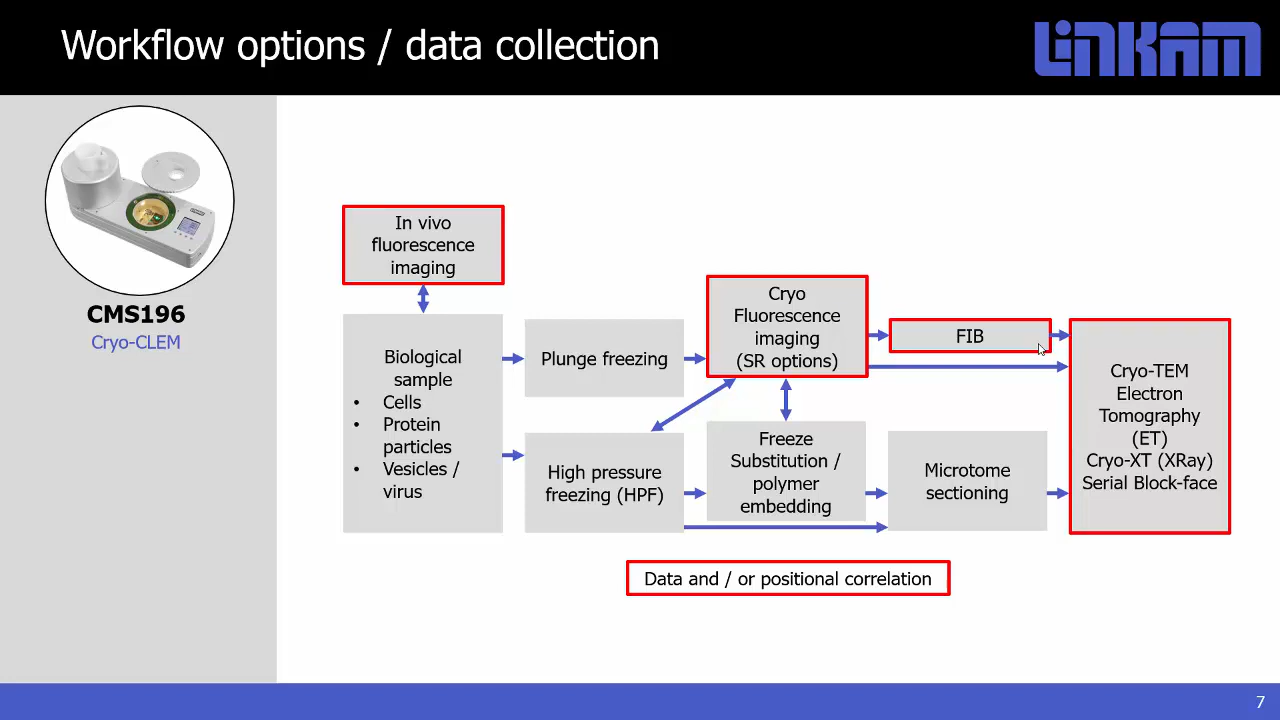 Workflow options / data collection
LINKAM
CMS196
Cryo-CLEM
In vivo
fluorescence
imaging
Biological
sample
• Cells
• Protein
particles
• Vesicles /
virus
Plunge freezing
High pressure
freezing (HPF)
Cryo
Fluorescence
imaging
(SR options)
Freeze
Substitution /
polymer
embedding
FIB
Microtome
sectioning
Cryo-TEM
Electron
Tomography
(ET)
Cryo-XT (XRay)
Serial Block-face
Data and / or positional correlation
7